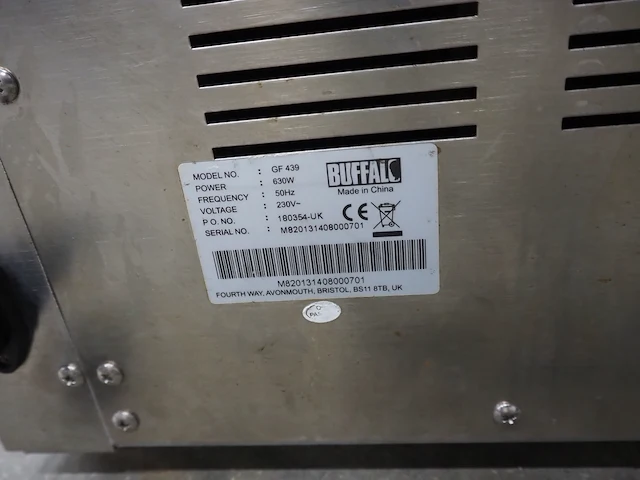 MODEL NO. : GF 439
POWER : 630W
FREQUENCY : 50Hz
VOLTAGE : 230V~
P O. NO. : 180354-UK
SERIAL NO. : M820131408000701
BUFFALO
Made in China
CE
M820131408000701
FOURTH WAY, AVONMOUTH, BRISTOL, BS11 8TB, UK